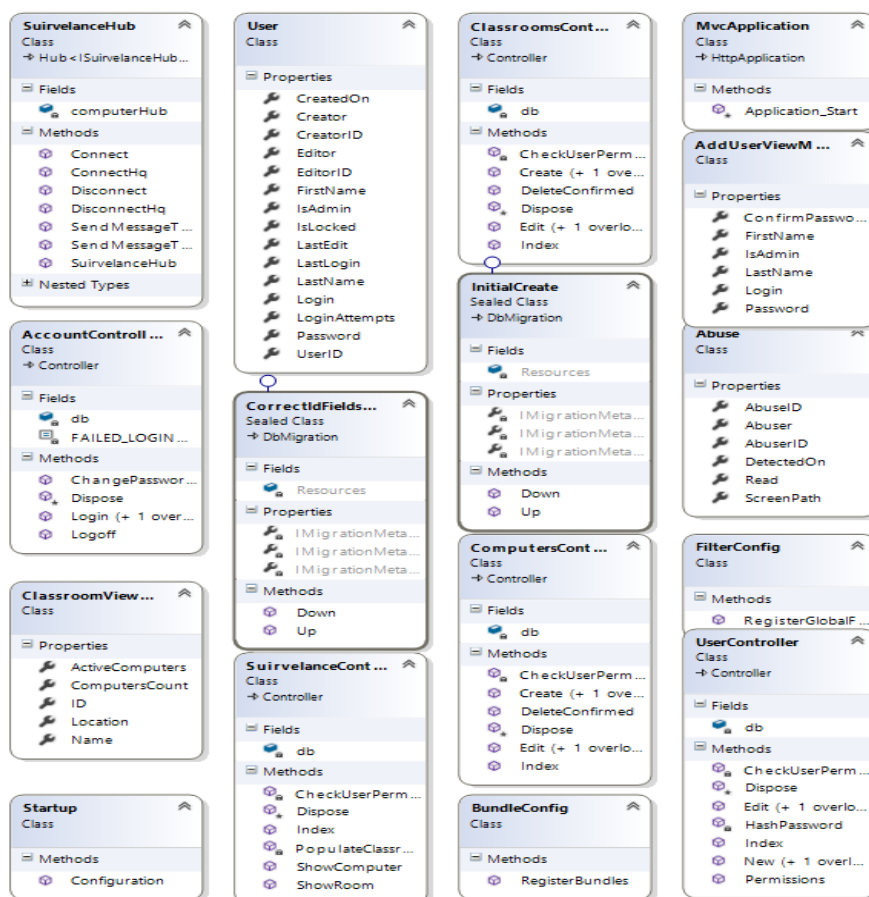 SuirvelanceHub
Class
Hub<ISuirvelanceHub...
Fields
computerHub
Methods
Connect
ConnectHq
Disconnect
DisconnectHq
SendMessageT...
SendMessageT...
SuirvelanceHub
Nested Types
AccountControll...
Class
Controller
Fields
db
FAILED_LOGIN...
Methods
ChangePasswor...
Dispose
Login (+ 1 over...
Logoff
ClassroomView...
Class
Properties
ActiveComputers
ComputersCount
ID
Location
Name
Startup
Class
Methods
Configuration
User
Class
Properties
CreatedOn
Creator
CreatorID
Editor
EditorID
FirstName
IsAdmin
IsLocked
LastEdit
LastLogin
LastName
Login
LoginAttempts
Password
UserID
CorrectIdFields...
Sealed Class
DbMigration
Fields
Resources
Properties
IMigrationMeta...
IMigrationMeta...
IMigrationMeta...
Methods
Down
Up
SuirvelanceCont...
Class
Controller
Fields
db
Methods
CheckUserPerm...
Dispose
Index
PopulateClassr...
ShowComputer
ShowRoom
ClassroomsCont...
Class
Controller
Fields
db
Methods
CheckUserPerm...
Create (+ 1 ove...
DeleteConfirmed
Dispose
Edit (+ 1 overlo...
Index
InitialCreate
Sealed Class
DbMigration
Fields
Resources
Properties
IMigrationMeta...
IMigrationMeta...
IMigrationMeta...
Methods
Down
Up
ComputersCont...
Class
Controller
Fields
db
Methods
CheckUserPerm...
Create (+ 1 ove...
DeleteConfirmed
Dispose
Edit (+ 1 overlo...
Index
BundleConfig
Class
Methods
RegisterBundles
MvcApplication
Class
HttpApplication
Methods
Application_Start
AddUserViewM...
Class
Properties
ConfirmPasswo...
FirstName
IsAdmin
LastName
Login
Password
Abuse
Class
Properties
AbuseID
Abuser
AbuserID
DetectedOn
Read
ScreenPath
FilterConfig
Class
Methods
RegisterGlobalF...
UserController
Class
Controller
Fields
db
Methods
CheckUserPerm...
Dispose
Edit (+ 1 overlo...
HashPassword
Index
New (+ 1 overl...
Permissions